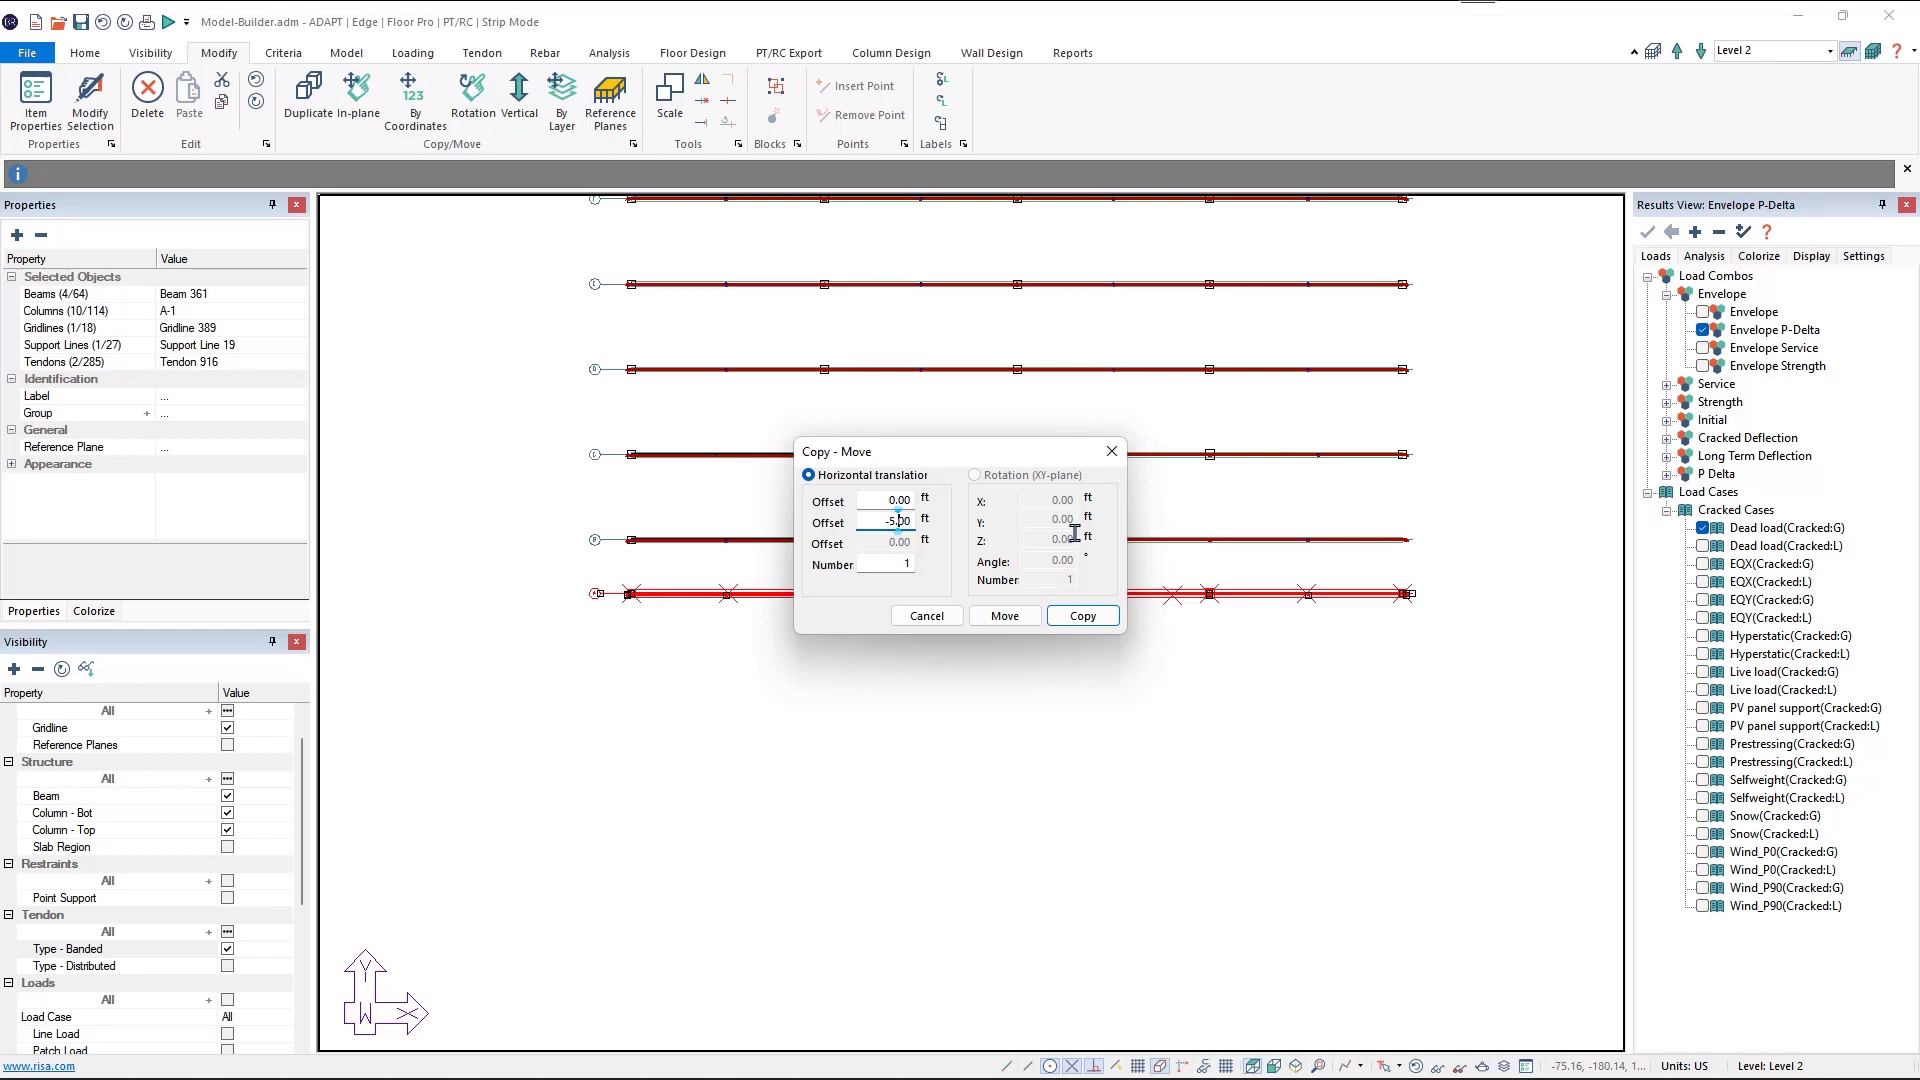 Model-Builder.adm - ADAPT | Edge | Floor Pro | PT/RC | Strip Mode
File Home Visibility Modify Criteria Model Loading Tendon Rebar Analysis Floor Design PT/RC Export Column Design Wall Design Reports
Level 2
Item Properties
Modify Selection
Delete
Paste
Duplicate
In-plane
123
By Coordinates
Rotation
Vertical
By Layer
Reference Planes
Scale
Insert Point
Remove Point
Properties Edit Copy/Move Tools Blocks Points Labels
Properties
Property Value
Selected Objects
Beams (4/64) Beam 361
Columns (10/114) A-1
Gridlines (1/18) Gridline 389
Support Lines (1/27) Support Line 19
Tendons (2/285) Tendon 916
Identification
Label ...
Group + ...
General
Reference Plane ...
Appearance
Properties Colorize
Visibility
Property Value
All +
Gridline
Reference Planes
Structure
All +
Beam
Column - Bot
Column - Top
Slab Region
Restraints
All +
Point Support
Tendon
All +
Type - Banded
Type - Distributed
Loads
All +
Load Case All
Line Load
Patch Load
Copy - Move
Horizontal translation
Offset 0.00 ft
Offset -5.00 ft
Offset 0.00 ft
Number: 1
Rotation (XY-plane)
X: 0.00 ft
Y: 0.00 ft
Z: 0.00 ft
Angle: 0.00 °
Number 1
Cancel Move Copy
Y
W X
Results View: Envelope P-Delta
Loads Analysis Colorize Display Settings
Load Combos
Envelope
Envelope
Envelope P-Delta
Envelope Service
Envelope Strength
Service
Strength
Initial
Cracked Deflection
Long Term Deflection
P Delta
Load Cases
Cracked Cases
Dead load(Cracked:G)
Dead load(Cracked:L)
EQX(Cracked:G)
EQX(Cracked:L)
EQY(Cracked:G)
EQY(Cracked:L)
Hyperstatic(Cracked:G)
Hyperstatic(Cracked:L)
Live load(Cracked:G)
Live load(Cracked:L)
PV panel support(Cracked:G)
PV panel support(Cracked:L)
Prestressing(Cracked:G)
Prestressing(Cracked:L)
Selfweight(Cracked:G)
Selfweight(Cracked:L)
Snow(Cracked:G)
Snow(Cracked:L)
Wind_P0(Cracked:G)
Wind_P0(Cracked:L)
Wind_P90(Cracked:G)
Wind_P90(Cracked:L)
www.risa.com
-75.16, -180.14, 1... Units: US Level: Level 2